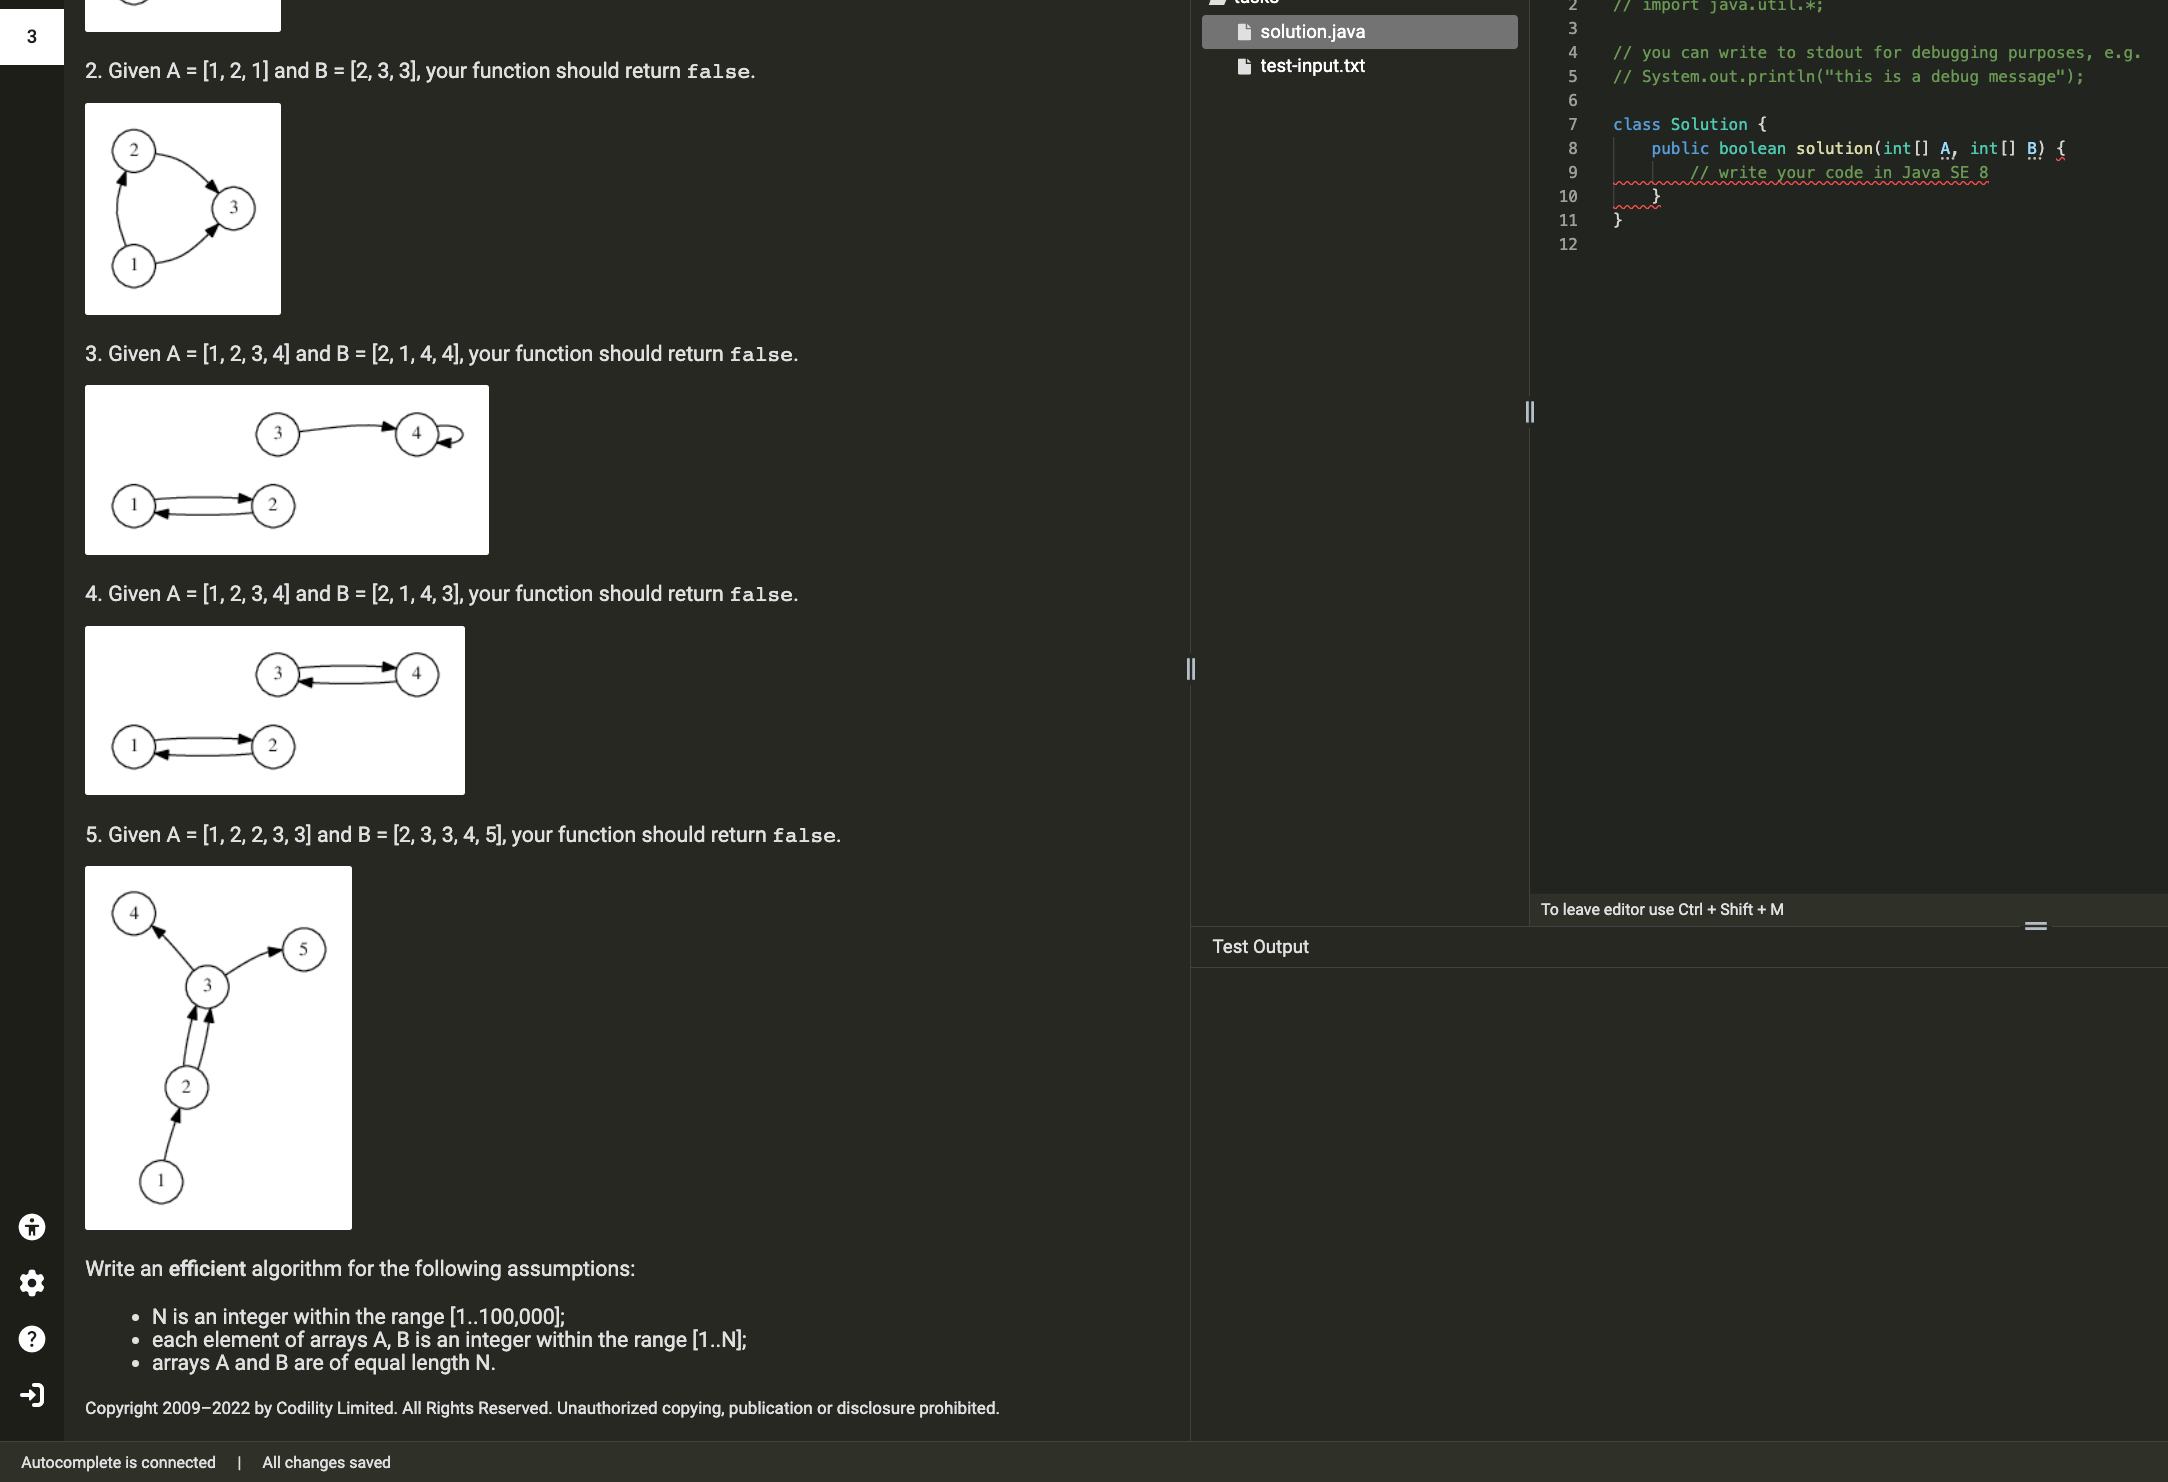 3
2. Given A = [1, 2, 1] and B = [2, 3, 3], your function should return false.
2
3
1
3. Given A = [1, 2, 3, 4] and B = [2, 1, 4, 4], your function should return false.
3
4
1
2
4. Given A = [1, 2, 3, 4] and B = [2, 1, 4, 3], your function should return false.
3
4
1
2
5. Given A = [1, 2, 2, 3, 3] and B = [2, 3, 3, 4, 5], your function should return false.
4
5
3
2
1
Write an efficient algorithm for the following assumptions:
• N is an integer within the range [1..100,000];
• each element of arrays A, B is an integer within the range [1..N];
• arrays A and B are of equal length N.
Copyright 2009–2022 by Codility Limited. All Rights Reserved. Unauthorized copying, publication or disclosure prohibited.
tasks
solution.java
test-input.txt
2 // import java.util.*;
3
4 // you can write to stdout for debugging purposes, e.g.
5 // System.out.println("this is a debug message");
6
7 class Solution {
8 public boolean solution(int[] A, int[] B) {
9 // write your code in Java SE 8
10 }
11 }
12
To leave editor use Ctrl + Shift + M
Test Output
?
Autocomplete is connected | All changes saved